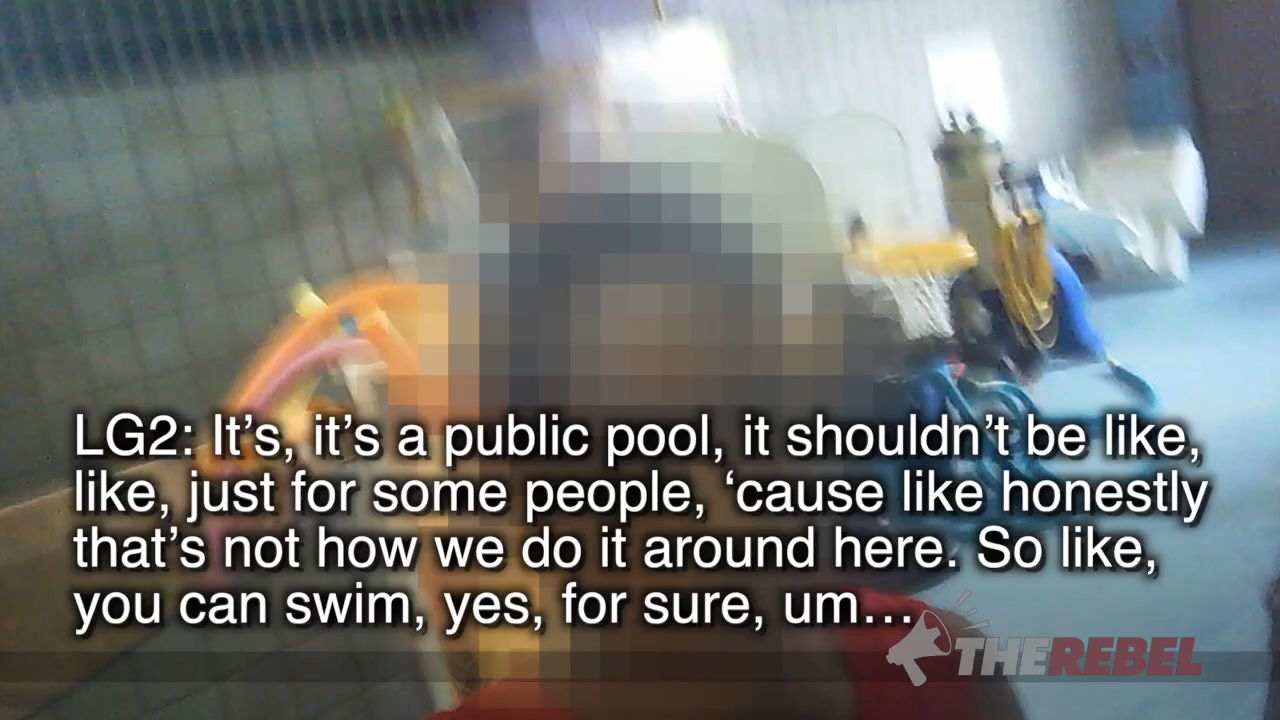 LG2: It’s, it’s a public pool, it shouldn’t be like,
like, just for some people, ‘cause like honestly
that’s not how we do it around here. So like,
you can swim, yes, for sure, um…
THEREBEL